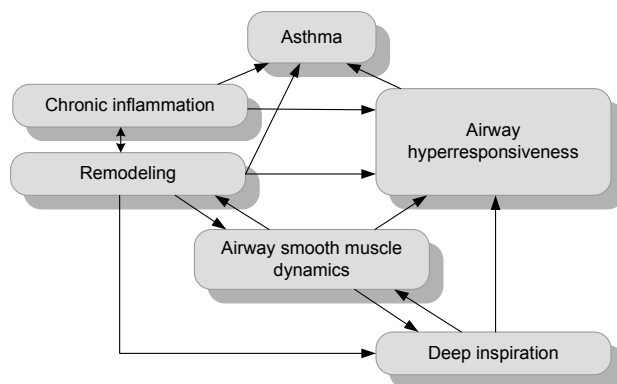 Asthma
Chronic inflammation
Airway
hyperresponsiveness
Remodeling
Airway smooth muscle
dynamics
Deep inspiration